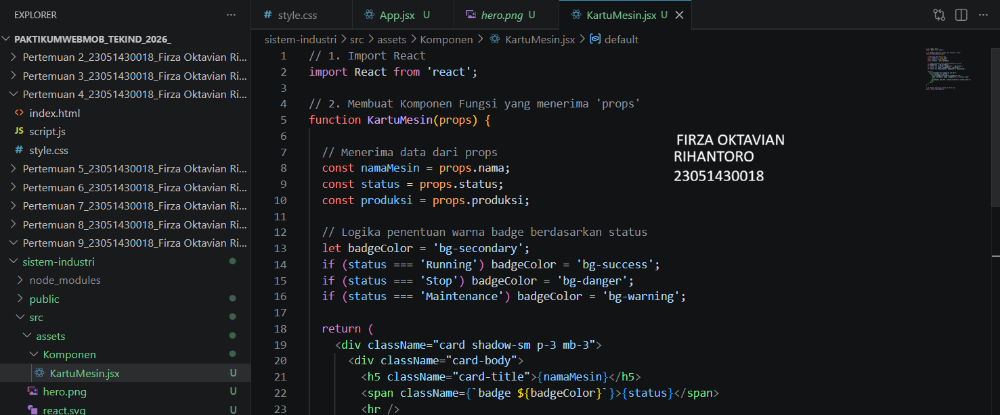 EXPLORER ...
PAKTIKUMWEBMOB_TEKIND_2026_
Pertemuan 2_23051430018_Firza Oktavian Ri...
Pertemuan 3_23051430018_Firza Oktavian Ri...
Pertemuan 4_23051430018_Firza Oktavian Ri...
<> index.html
JS script.js
# style.css
Pertemuan 5_23051430018_Firza Oktavian Ri...
Pertemuan 6_23051430018_Firza Oktavian Ri...
Pertemuan 7_23051430018_Firza Oktavian Ri...
Pertemuan 8_23051430018_Firza Oktavian Ri...
Pertemuan 9_23051430018_Firza Oktavian Ri...
sistem-industri
node_modules
public
src
assets
Komponen
KartuMesin.jsx U
hero.png U
react.svg U
# style.css App.jsx U hero.png U KartuMesin.jsx U
sistem-industri > src > assets > Komponen > KartuMesin.jsx > default
1 // 1. Import React
2 import React from 'react';
3
4 // 2. Membuat Komponen Fungsi yang menerima 'props'
5 function KartuMesin(props) {
6
7 // Menerima data dari props
8 const namaMesin = props.nama;
9 const status = props.status;
10 const produksi = props.produksi;
11
12 // Logika penentuan warna badge berdasarkan status
13 let badgeColor = 'bg-secondary';
14 if (status === 'Running') badgeColor = 'bg-success';
15 if (status === 'Stop') badgeColor = 'bg-danger';
16 if (status === 'Maintenance') badgeColor = 'bg-warning';
17
18 return (
19 <div className="card shadow-sm p-3 mb-3">
20 <div className="card-body">
21 <h5 className="card-title">{namaMesin}</h5>
22 <span className={`badge ${badgeColor}`}>{status}</span>
23 <hr />
FIRZA OKTAVIAN
RIHANTORO
23051430018